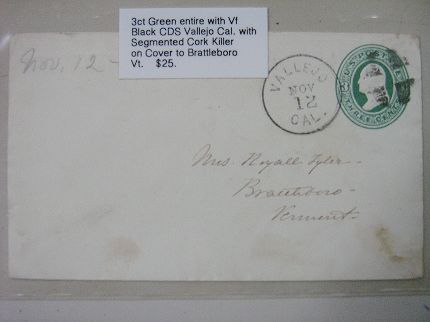 3ct Green entire with Vf
Black CDS Vallejo Cal. with
Segmented Cork Killer
on Cover to Brattleboro
Vt. $25.
Nov, 12 -
VALLEJO
NOV
12
CAL.
U.S. POSTAGE
THREE CENTS
Mrs. Royall Tyler -
Brattleboro -
Vermont -